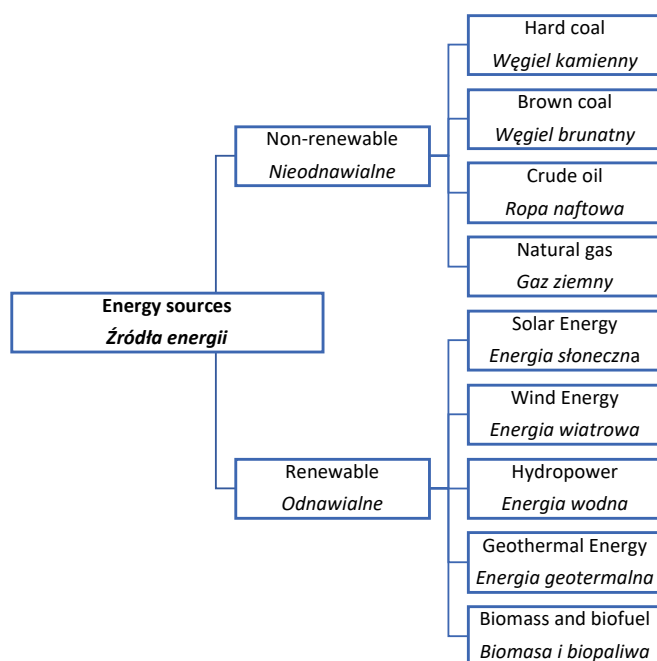 Energy sources
Źródła energii
Non-renewable
Nieodnawialne
Hard coal
Węgiel kamienny
Brown coal
Węgiel brunatny
Crude oil
Ropa naftowa
Natural gas
Gaz ziemny
Renewable
Odnawialne
Solar Energy
Energia słoneczna
Wind Energy
Energia wiatrowa
Hydropower
Energia wodna
Geothermal Energy
Energia geotermalna
Biomass and biofuel
Biomasa i biopaliwa